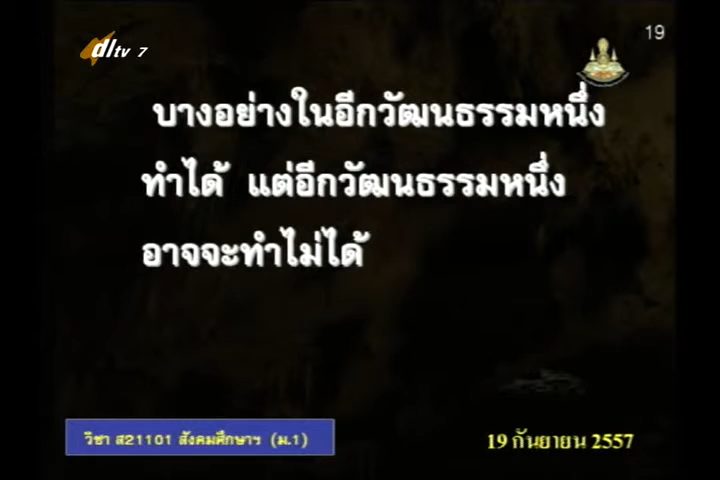 19
dltv 7
บางอย่างในอีกวัฒนธรรมหนึ่ง
ทำได้ แต่อีกวัฒนธรรมหนึ่ง
อาจจะทำไม่ได้
วิชา ส21101 สังคมศึกษาฯ (ม.1)
19 กันยายน 2557